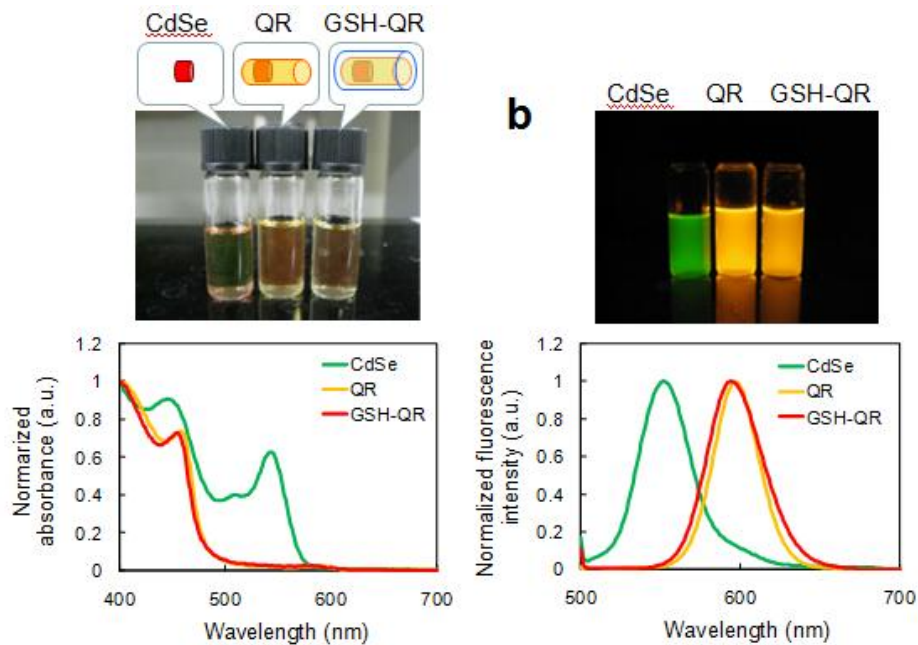 CdSe QR GSH-QR
b
CdSe QR GSH-QR
1.2
1
0.8
0.6
0.4
0.2
0
Normarized
absorbance (a.u.)
CdSe
QR
GSH-QR
400 500 600 700
Wavelength (nm)
1.2
1
0.8
0.6
0.4
0.2
0
Normarlized fluorescence
intensity (a.u.)
CdSe
QR
GSH-QR
500 600 700
Wavelength (nm)